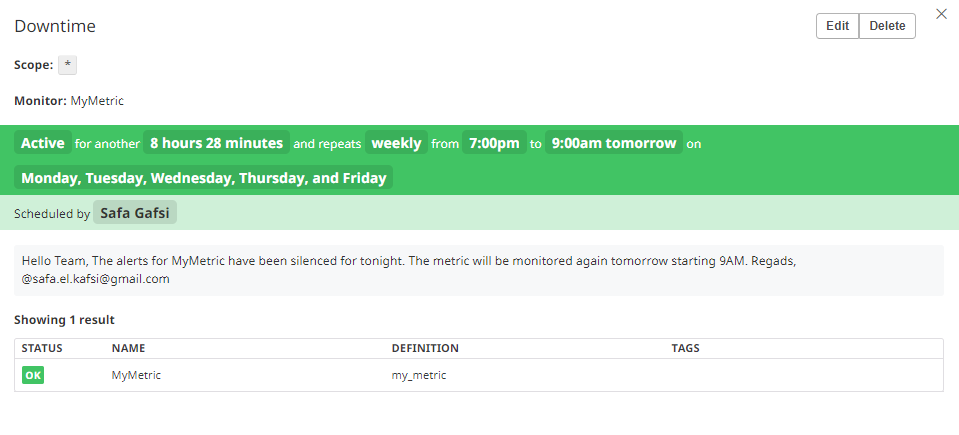 Downtime
Edit Delete
Scope: *
Monitor: MyMetric
Active for another 8 hours 28 minutes and repeats weekly from 7:00pm to 9:00am tomorrow on
Monday, Tuesday, Wednesday, Thursday, and Friday
Scheduled by Safa Gafsi
Hello Team, The alerts for MyMetric have been silenced for tonight. The metric will be monitored again tomorrow starting 9AM. Regads,
@safa.el.kafsi@gmail.com
Showing 1 result
STATUS NAME DEFINITION TAGS
OK MyMetric my_metric